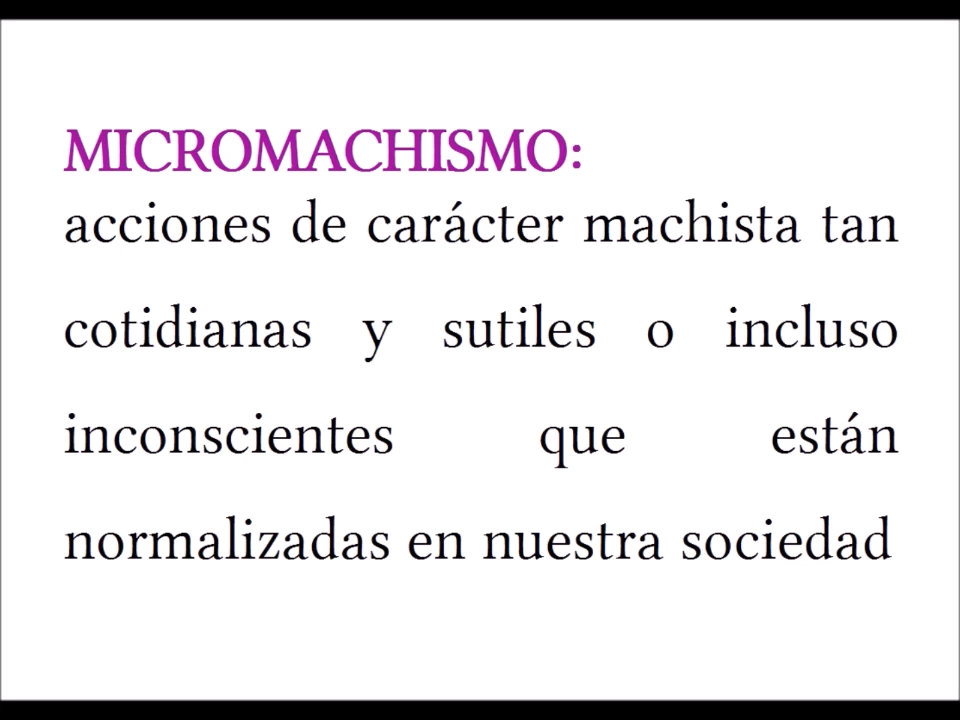 MICROMACHISMO:
acciones de carácter machista tan
cotidianas y sutiles o incluso
inconscientes que están
normalizadas en nuestra sociedad